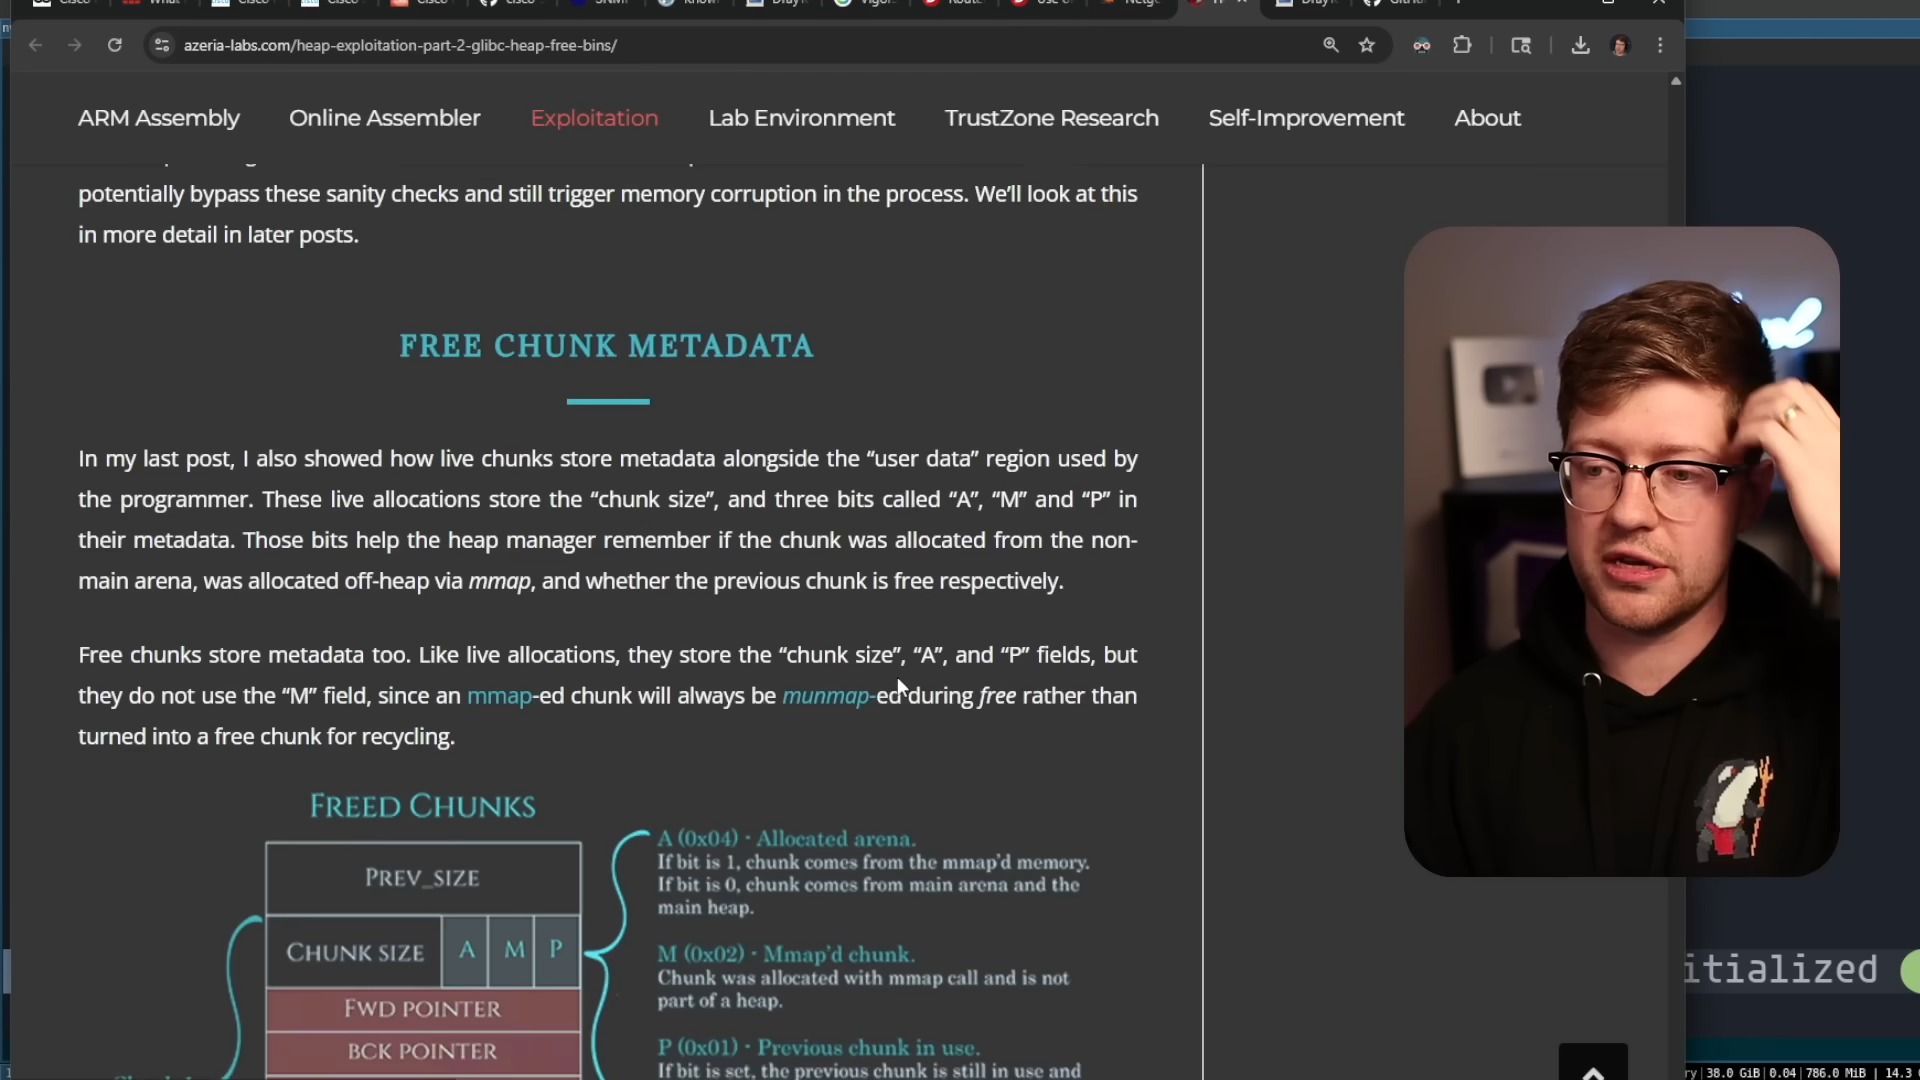 azeria-labs.com/heap-exploitation-part-2-glibc-heap-free-bins/
ARM Assembly
Online Assembler
Exploitation
Lab Environment
TrustZone Research
Self-Improvement
About
potentially bypass these sanity checks and still trigger memory corruption in the process. We’ll look at this
in more detail in later posts.
FREE CHUNK METADATA
In my last post, I also showed how live chunks store metadata alongside the “user data” region used by
the programmer. These live allocations store the “chunk size”, and three bits called “A”, “M” and “P” in
their metadata. Those bits help the heap manager remember if the chunk was allocated from the non-
main arena, was allocated off-heap via mmap, and whether the previous chunk is free respectively.
Free chunks store metadata too. Like live allocations, they store the “chunk size”, “A”, and “P” fields, but
they do not use the “M” field, since an mmap-ed chunk will always be munmap-ed during free rather than
turned into a free chunk for recycling.
FREED CHUNKS
PREV_SIZE
CHUNK SIZE A M P
FWD POINTER
BCK POINTER
A (0x04) - Allocated arena.
If bit is 1, chunk comes from the mmap'd memory.
If bit is 0, chunk comes from main arena and the
main heap.
M (0x02) - Mmap'd chunk.
Chunk was allocated with mmap call and is not
part of a heap.
P (0x01) - Previous chunk in use.
If bit is set, the previous chunk is still in use and
itialized
38.0 GiB | 0.04 | 786.0 MiB | 14.3